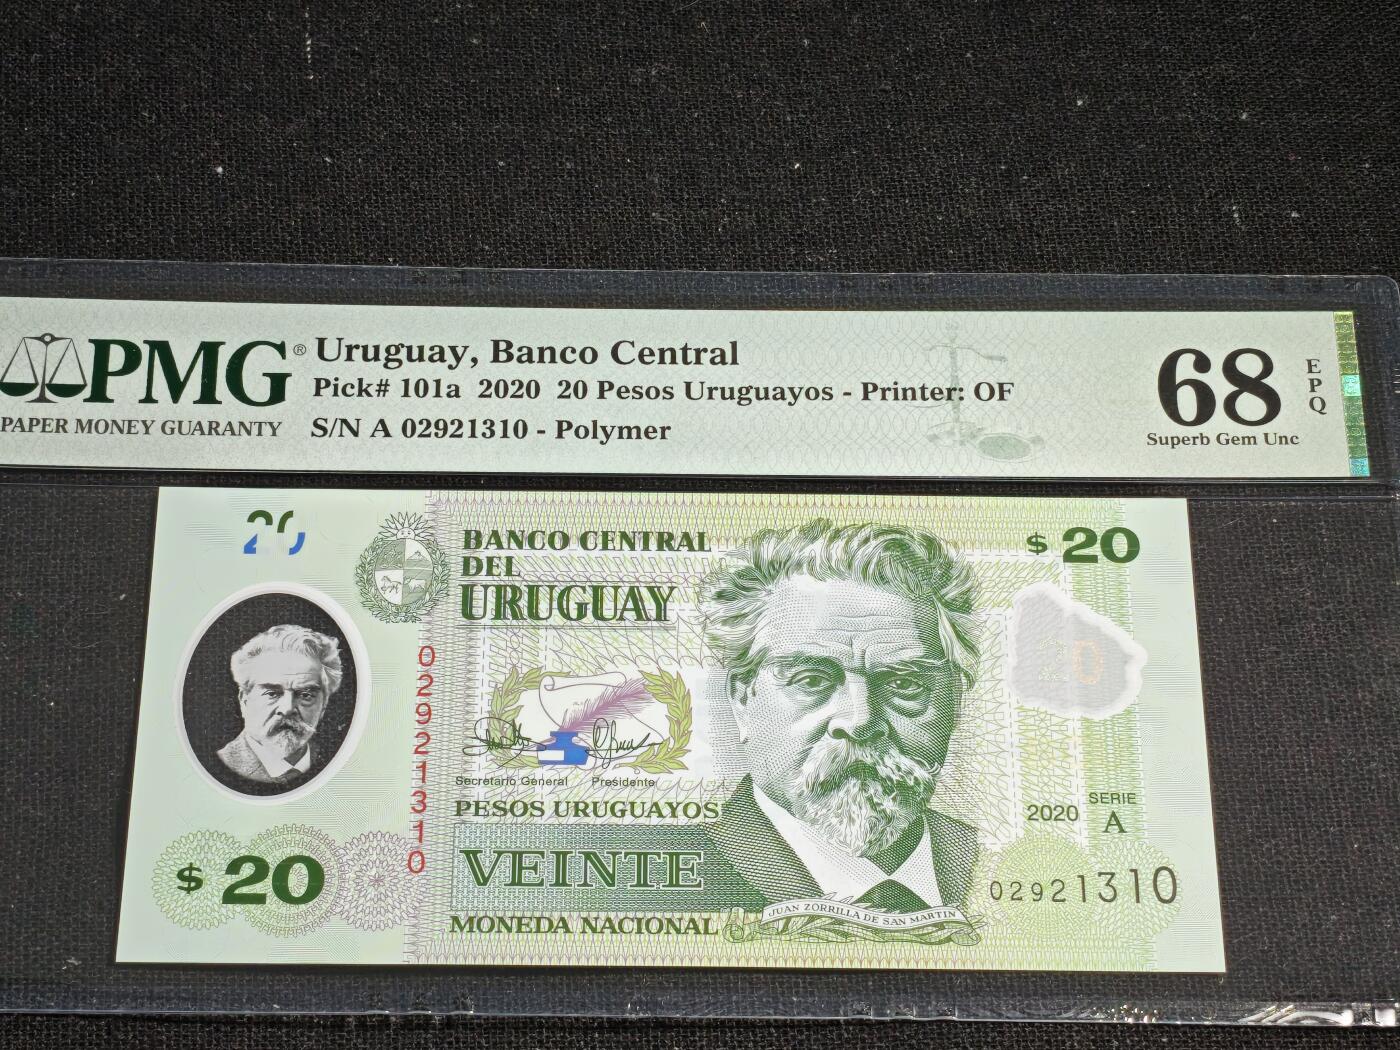 PMG®
PAPER MONEY GUARANTY
Uruguay, Banco Central
Pick# 101a 2020 20 Pesos Uruguayos - Printer: OF
S/N A 02921310 - Polymer
68
EPQ
Superb Gem Unc
20
BANCO CENTRAL
DEL
URUGUAY
$ 20
20
02921310
Secretario General Presidente
PESOS URUGUAYOS
2020 SERIE
A
VEINTE
$ 20
02921310
JUAN ZORRILLA DE SAN MARTIN
MONEDA NACIONAL